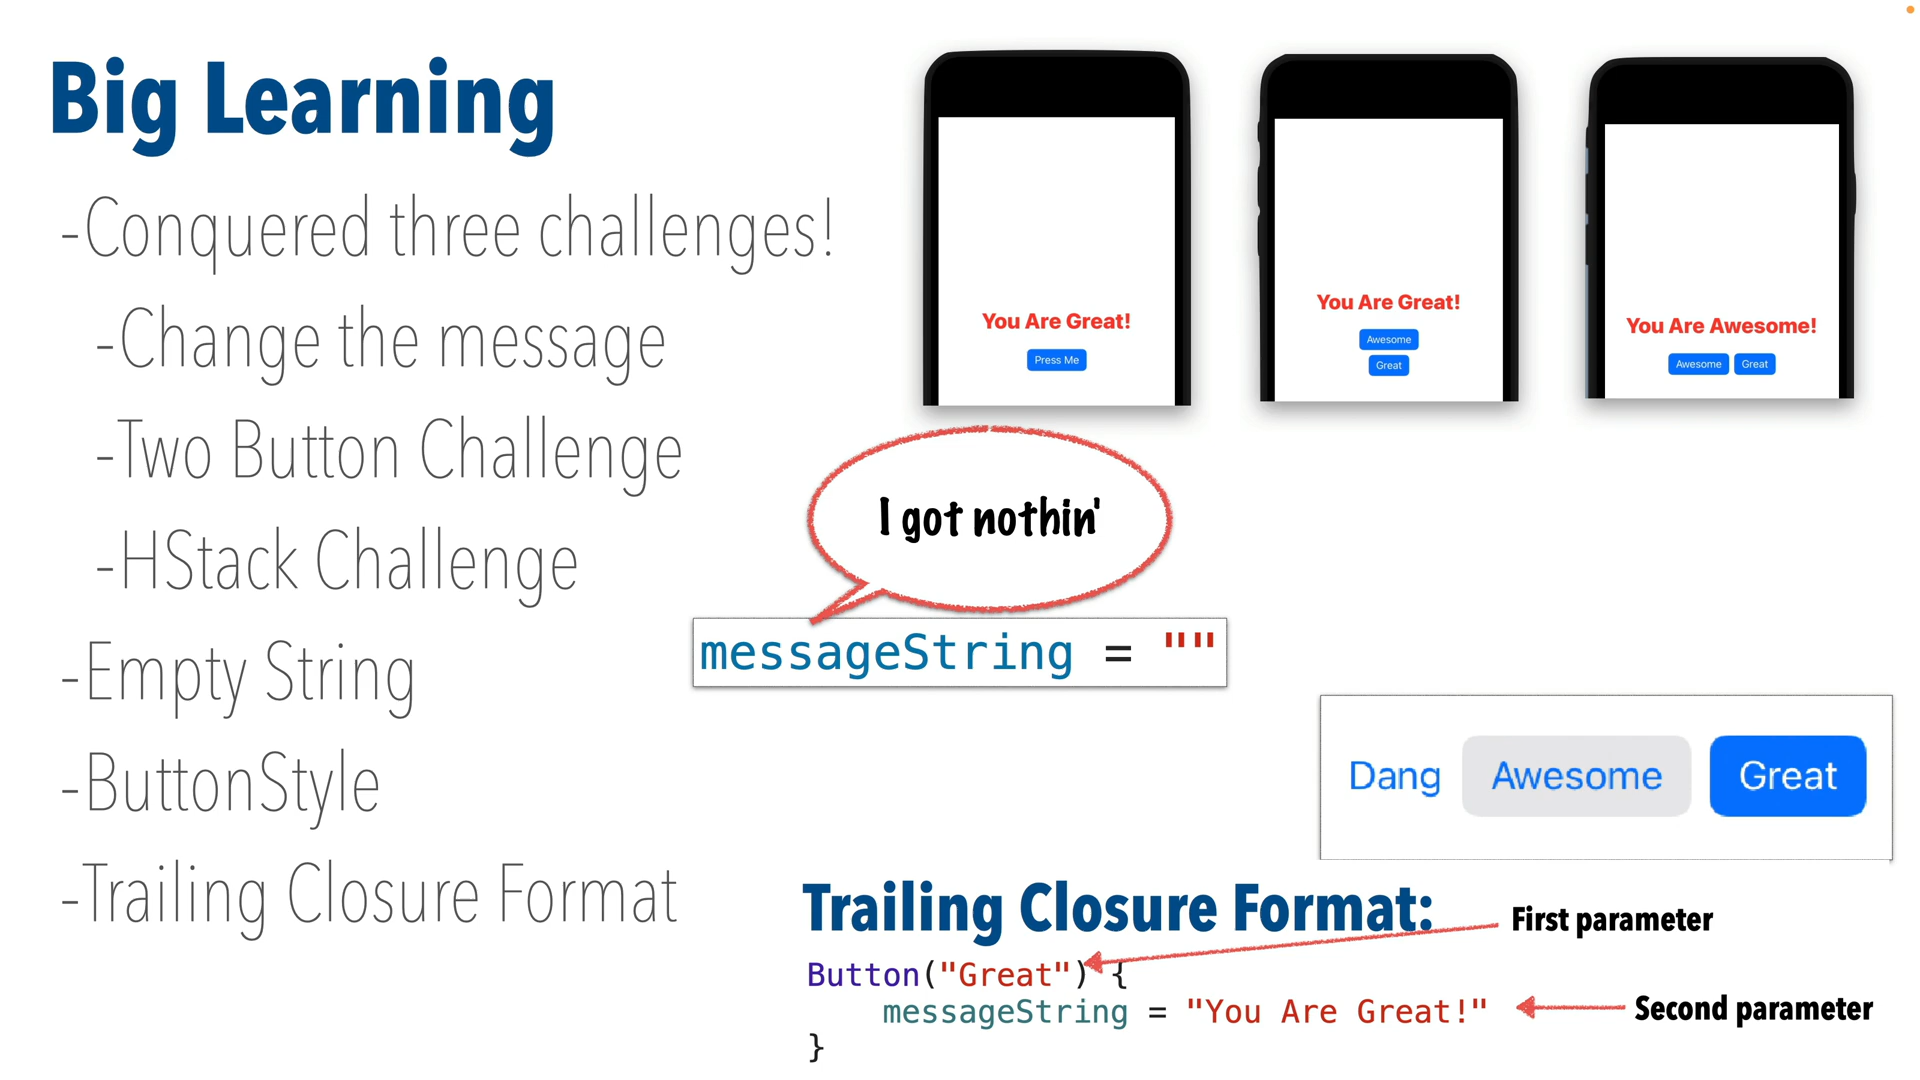 Big Learning
-Conquered three challenges!
-Change the message
-Two Button Challenge
-HStack Challenge
-Empty String
-ButtonStyle
-Trailing Closure Format
You Are Great!
Press Me
You Are Great!
Awesome
Great
You Are Awesome!
Awesome Great
I got nothin'
messageString = ""
Dang Awesome Great
Trailing Closure Format:
First parameter
Button("Great") {
messageString = "You Are Great!"
Second parameter
}